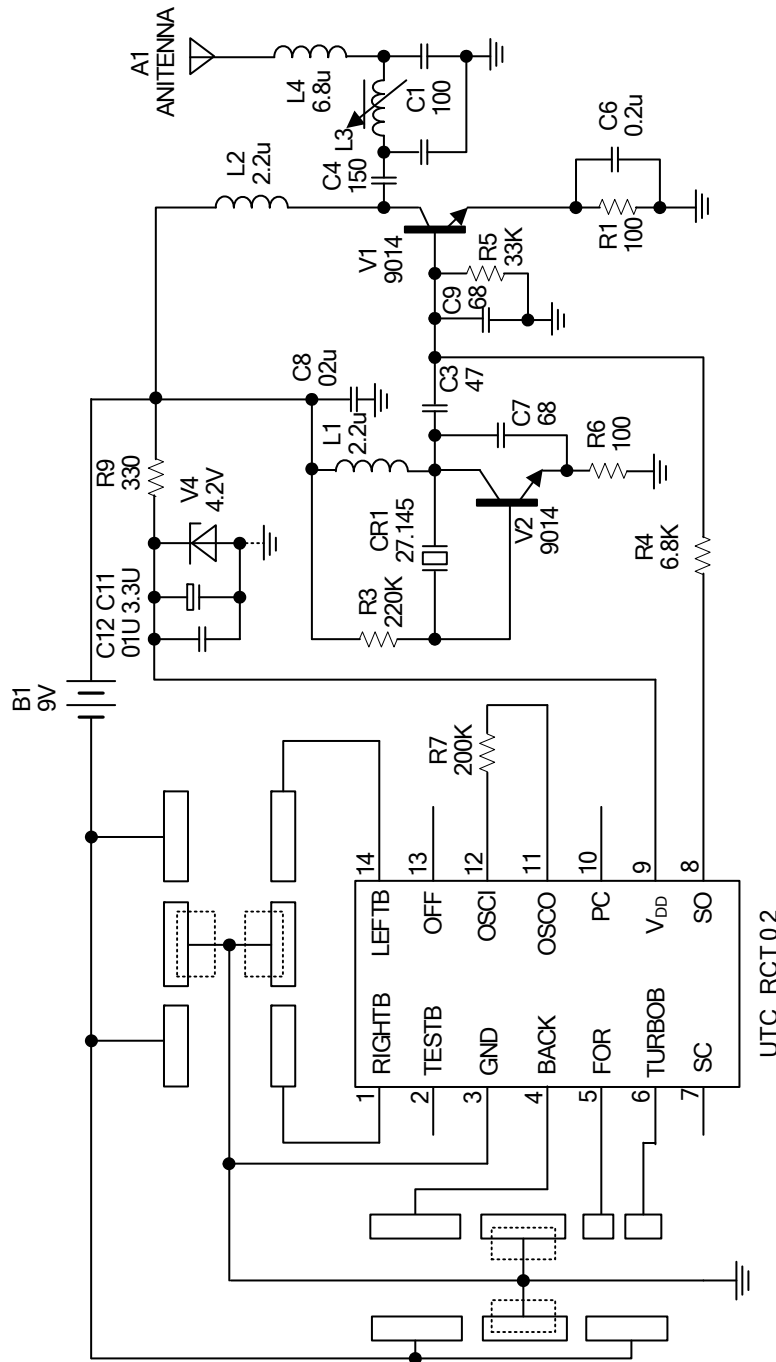 A1
ANITENNA
L4
6.8u
L3
C1
100
C4
150
L2
2.2u
C6
0.2u
R1
100
V1
9014
R5
33K
C9
68
C8
02u
C3
47
L1
2.2u
C7
68
R6
100
R9
330
V4
4.2V
CR1
27.145
V2
9014
C12 C11
01U 3.3U
R3
220K
R4
6.8K
B1
9V
R7
200K
14
13
12
11
10
9
8
LEFTB
OFF
OSCI
OSCO
PC
VDD
SO
RIGHTB
TESTB
GND
BACK
FOR
TURBOB
SC
1
2
3
4
5
6
7
UTC RCT 0 2